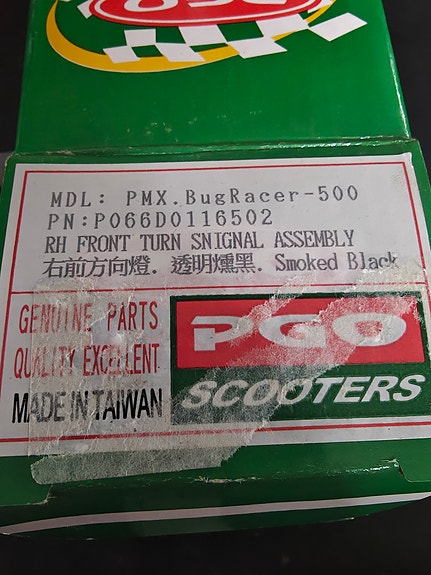 PGO
MDL: PMX.BugRacer-500
PN:P066D0116502
RH FRONT TURN SNIGNAL ASSEMBLY
右前方向燈. 透明燻黑. Smoked Black
GENUINE PARTS
QUALITY EXCELLENT
MADE IN TAIWAN
PGO
SCOOTERS